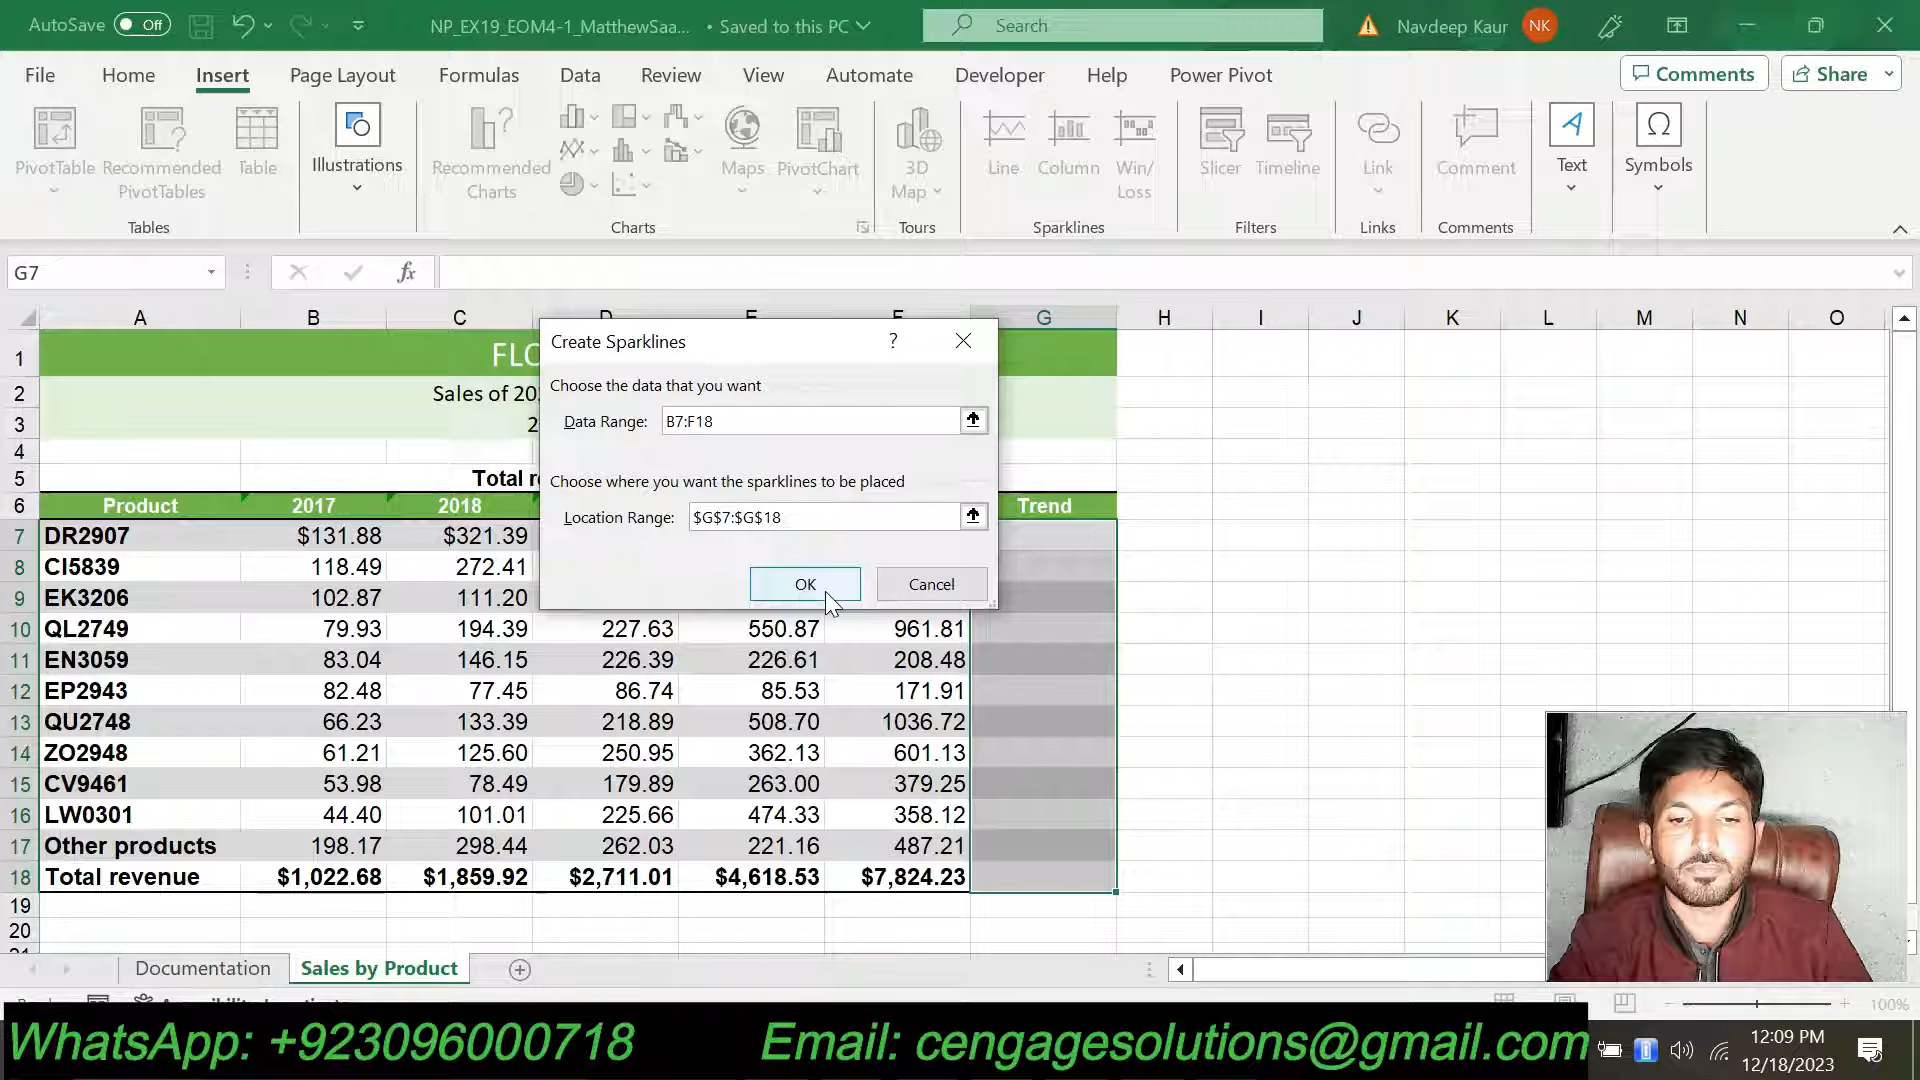 AutoSave Off NP_EX19_EOM4-1_MatthewSaa... • Saved to this PC Search Navdeep Kaur NK
File Home Insert Page Layout Formulas Data Review View Automate Developer Help Power Pivot Comments Share
PivotTable Recommended PivotTables Table Illustrations Recommended Charts Maps PivotChart 3D Map Line Column Win/Loss Slicer Timeline Link Comment Text Symbols
Tables Charts Tours Sparklines Filters Links Comments
G7 fx
A B C D E F G H I J K L M N O
1 FLO
2 Sales of 20
3 2
4
5 Total r
6 Product 2017 2018 Trend
7 DR2907 $131.88 $321.39
8 CI5839 118.49 272.41
9 EK3206 102.87 111.20
10 QL2749 79.93 194.39 227.63 550.87 961.81
11 EN3059 83.04 146.15 226.39 226.61 208.48
12 EP2943 82.48 77.45 86.74 85.53 171.91
13 QU2748 66.23 133.39 218.89 508.70 1036.72
14 ZO2948 61.21 125.60 250.95 362.13 601.13
15 CV9461 53.98 78.49 179.89 263.00 379.25
16 LW0301 44.40 101.01 225.66 474.33 358.12
17 Other products 198.17 298.44 262.03 221.16 487.21
18 Total revenue $1,022.68 $1,859.92 $2,711.01 $4,618.53 $7,824.23
19
20
Create Sparklines ?
Choose the data that you want
Data Range: B7:F18
Choose where you want the sparklines to be placed
Location Range: $G$7:$G$18
OK Cancel
Documentation Sales by Product
100%
WhatsApp: +923096000718 Email: cengagesolutions@gmail.com
12:09 PM
12/18/2023